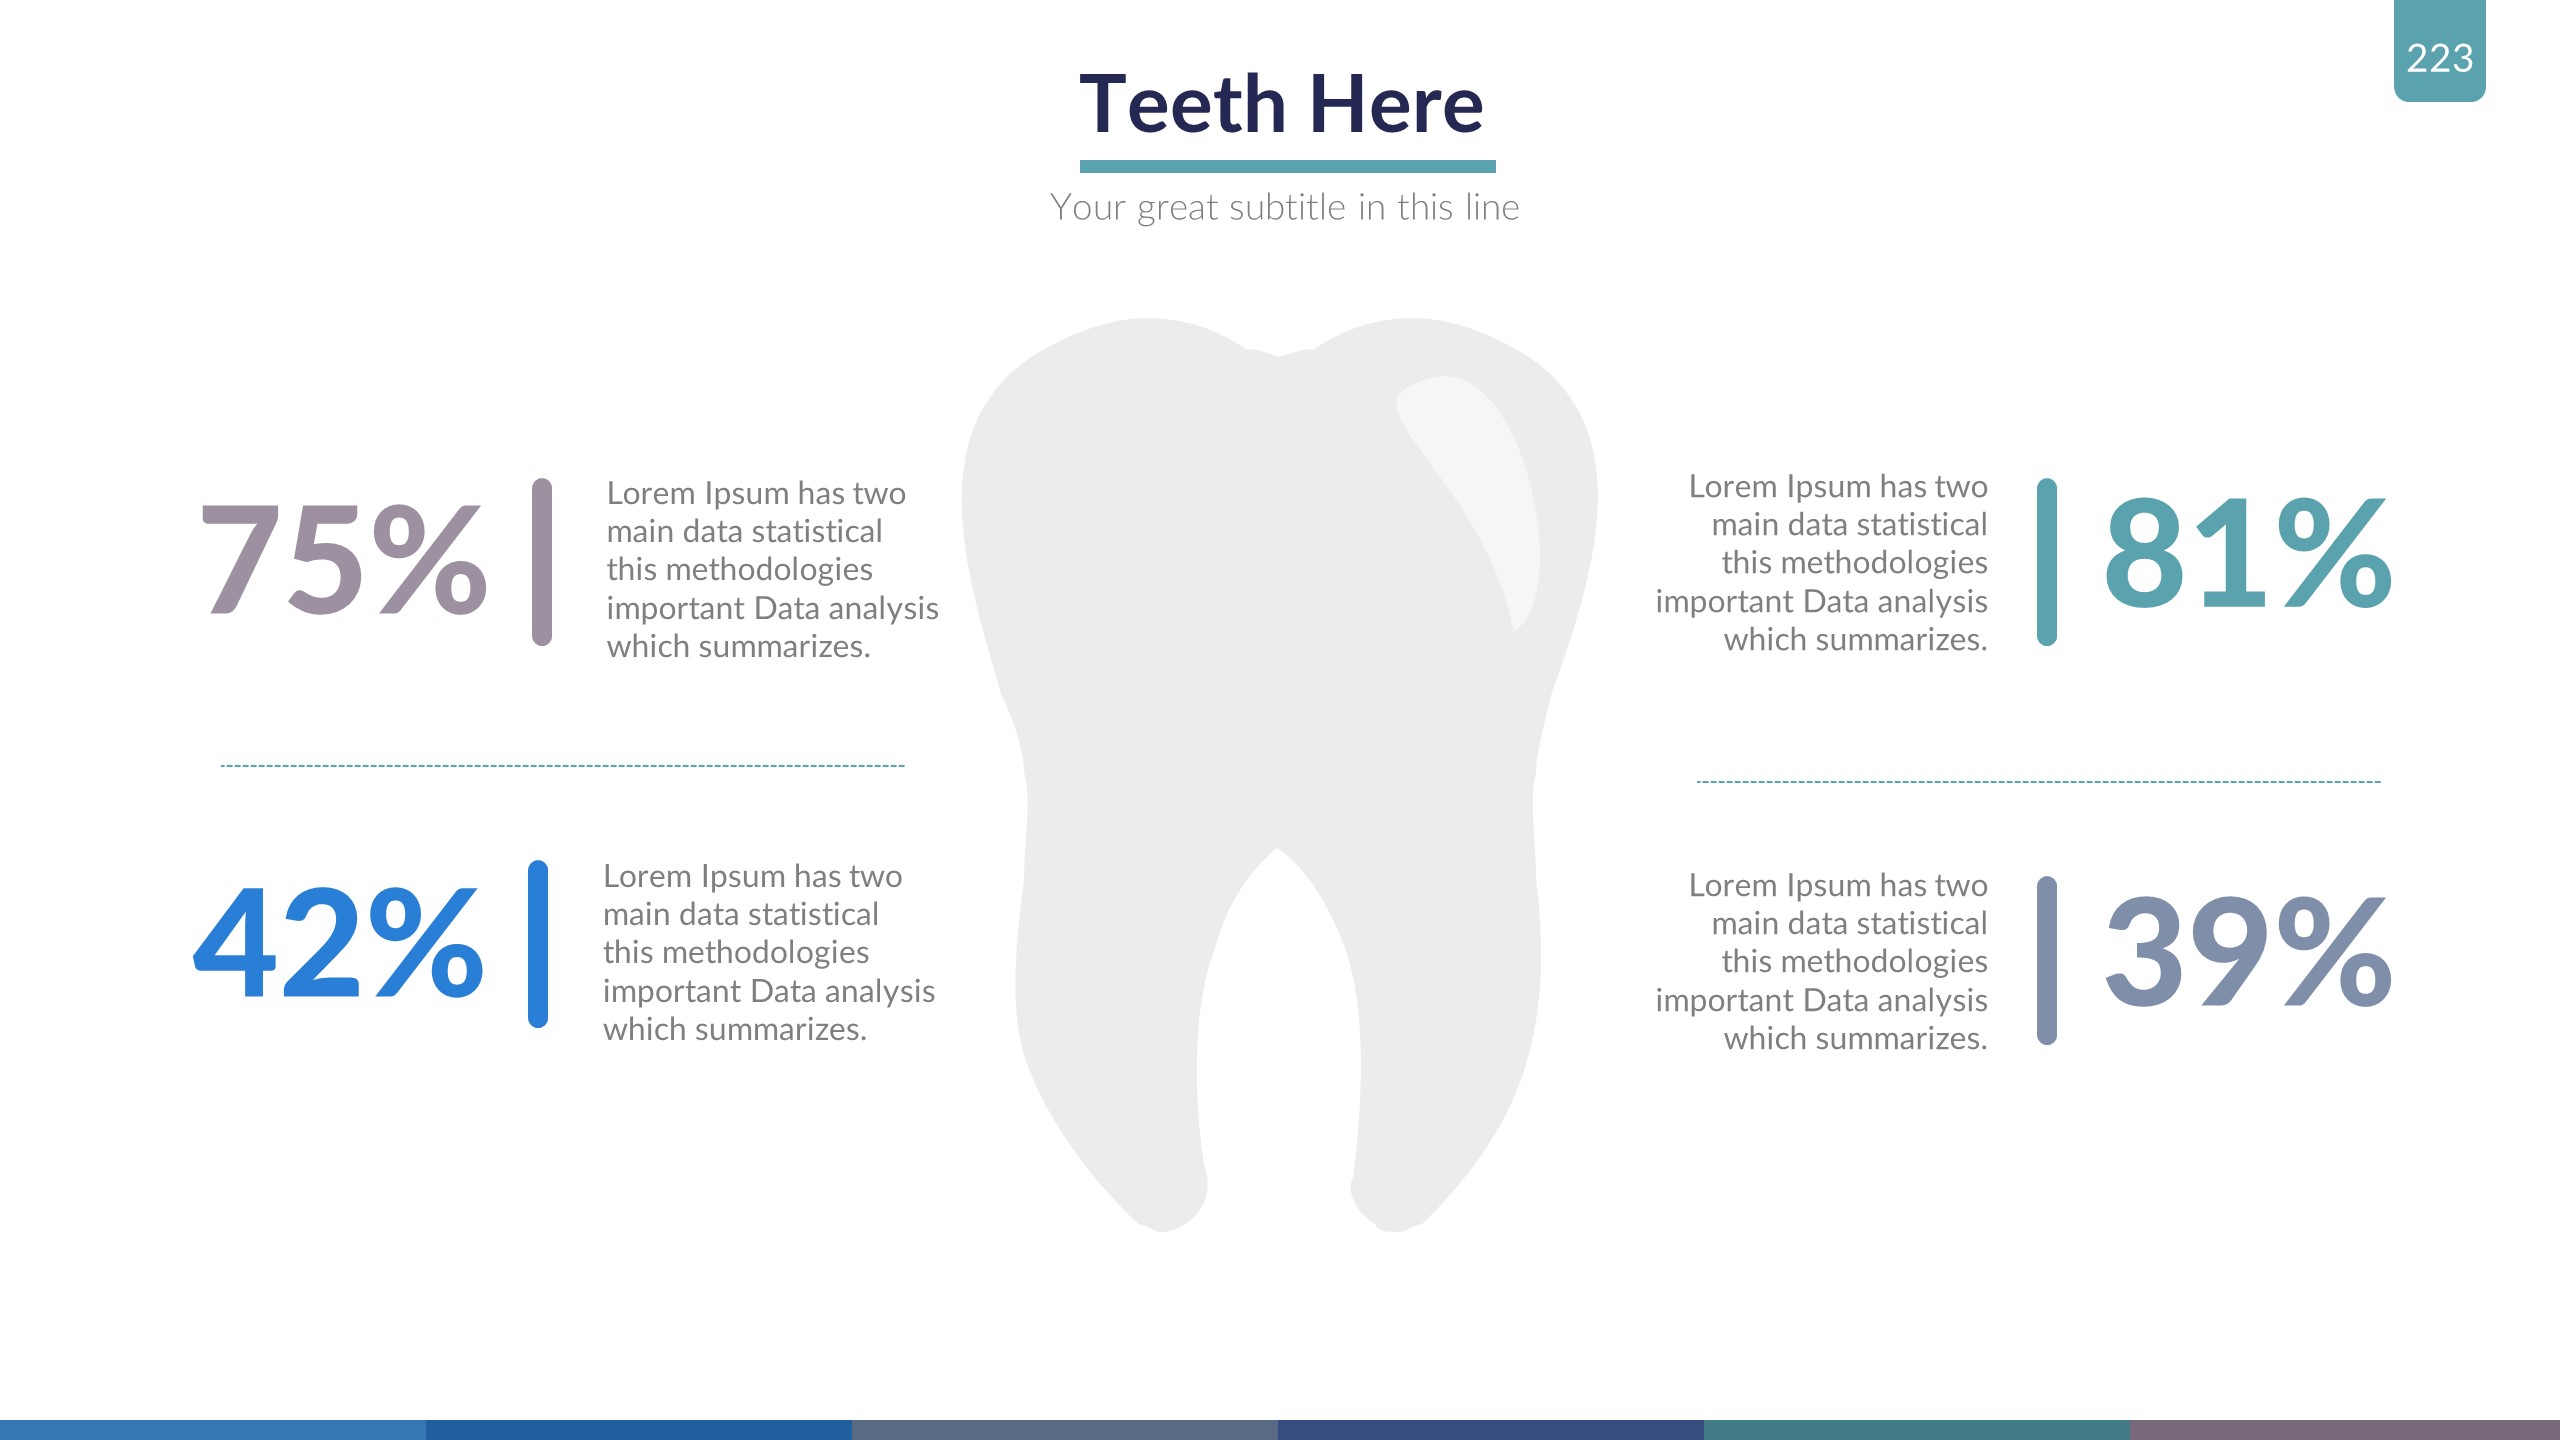 223
Teeth Here
Your great subtitle in this line
75%
Lorem Ipsum has two
main data statistical
this methodologies
important Data analysis
which summarizes.
42%
Lorem Ipsum has two
main data statistical
this methodologies
important Data analysis
which summarizes.
Lorem Ipsum has two
main data statistical
this methodologies
important Data analysis
which summarizes.
81%
Lorem Ipsum has two
main data statistical
this methodologies
important Data analysis
which summarizes.
39%